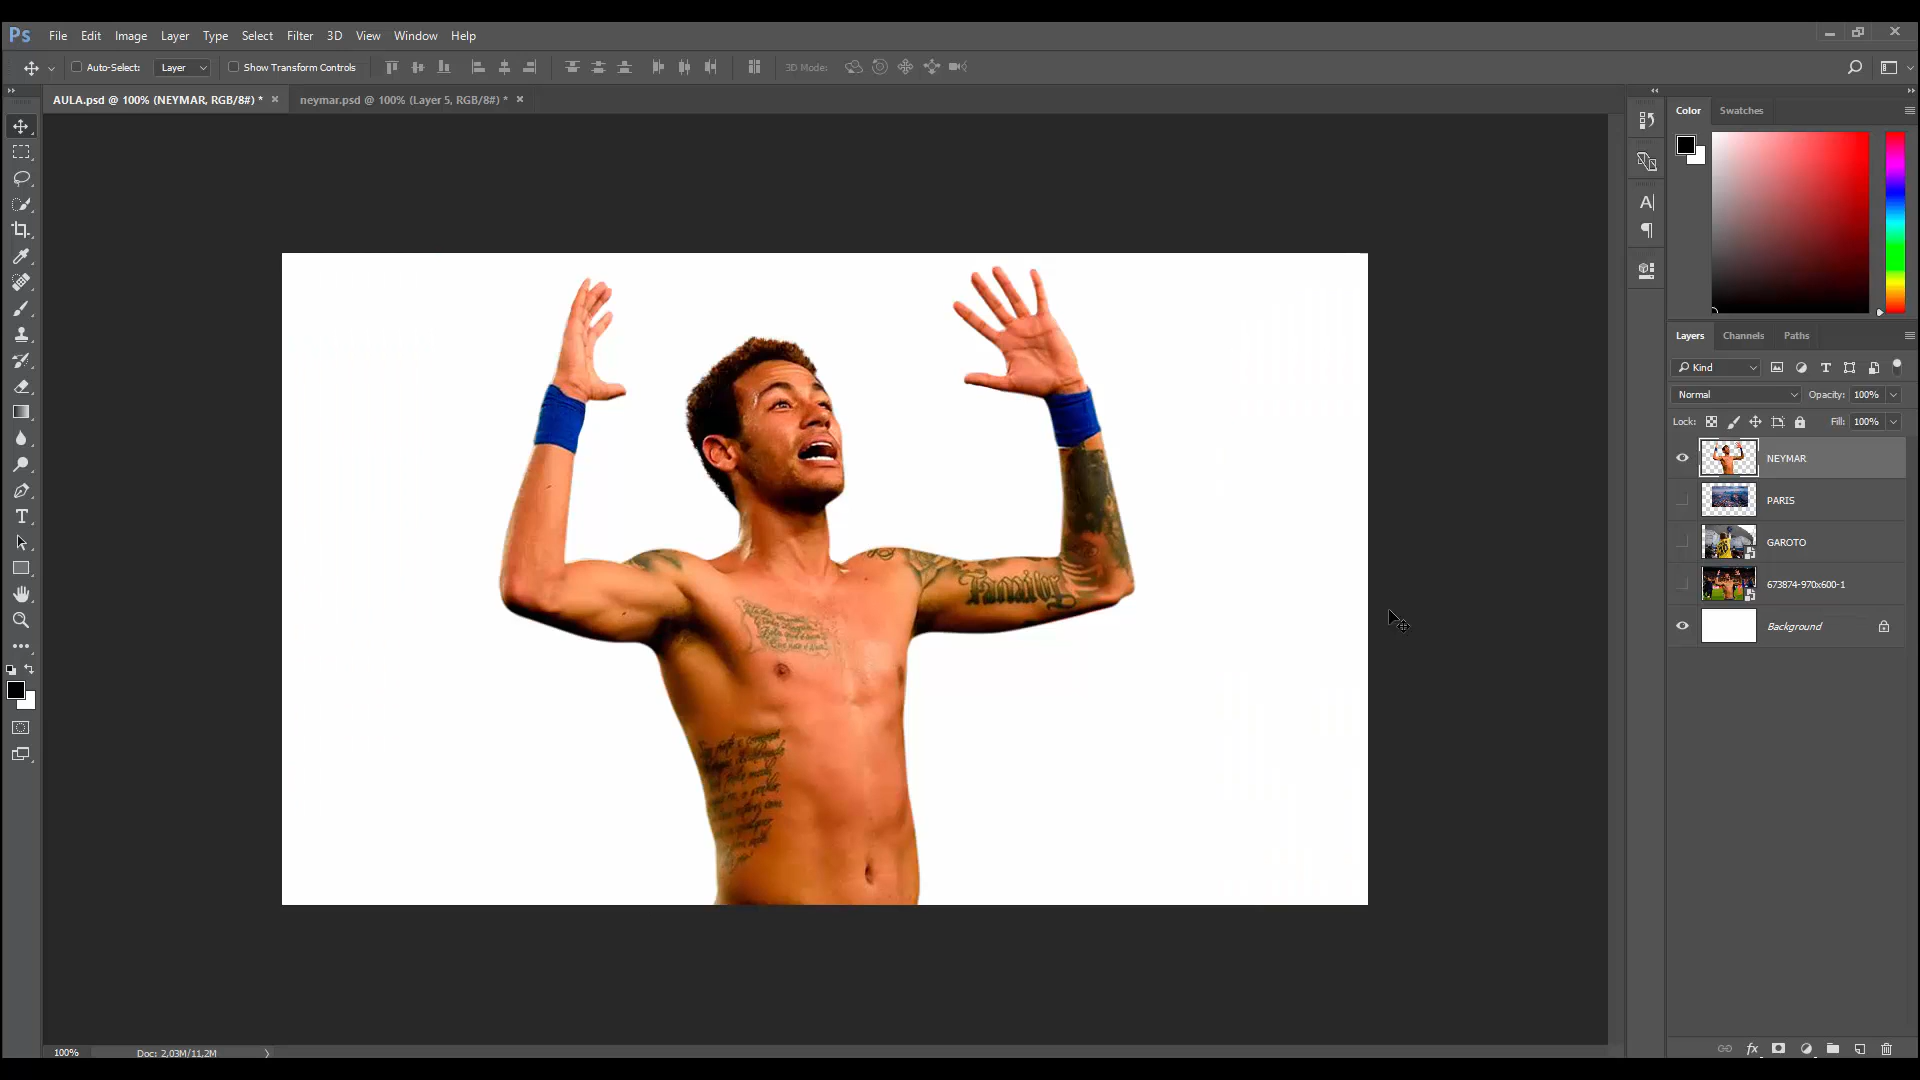 Ps File Edit Image Layer Type Select Filter 3D View Window Help
Auto-Select: Layer Show Transform Controls 3D Mode:
AULA.psd @ 100% (NEYMAR, RGB/8#) * × neymar.psd @ 100% (Layer 5, RGB/8#) * ×
Color Swatches
Layers Channels Paths
Kind
Normal Opacity: 100%
Lock: Fill: 100%
NEYMAR
PARIS
GAROTO
673874-970x600-1
Background
100% Doc: 2,03M/11,2M